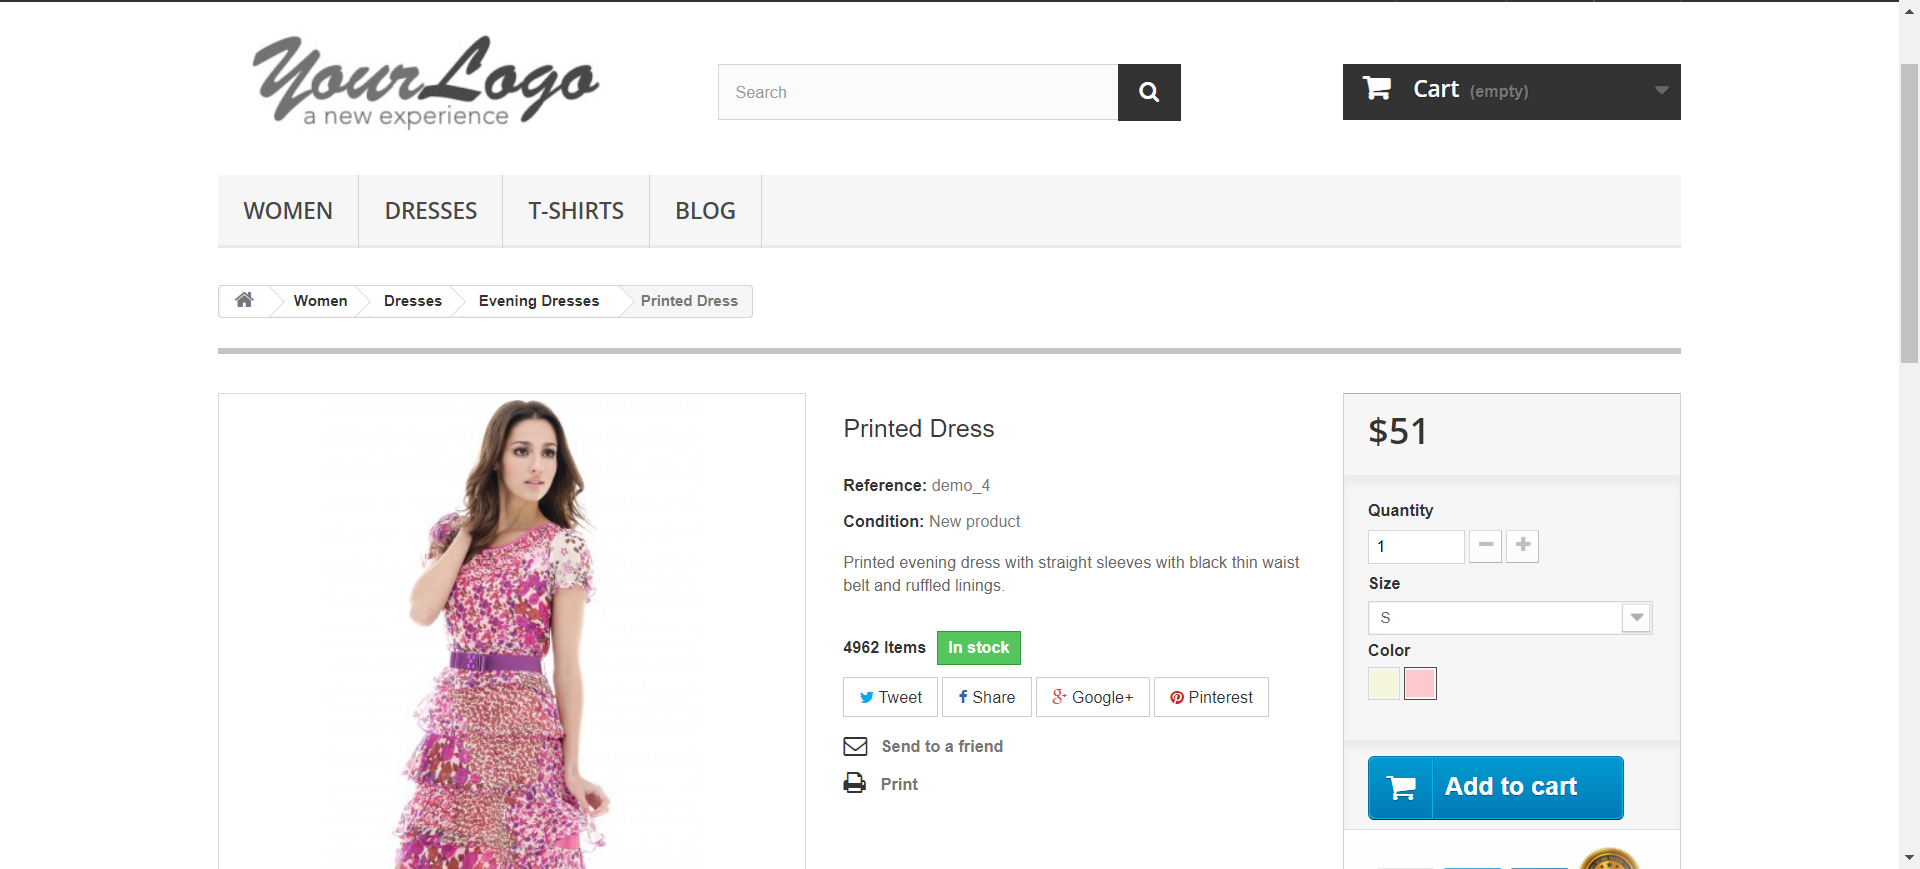 YourLogo
a new experience
Search
Cart (empty)
WOMEN
DRESSES
T-SHIRTS
BLOG
Women
Dresses
Evening Dresses
Printed Dress
Printed Dress
Reference: demo_4
Condition: New product
Printed evening dress with straight sleeves with black thin waist
belt and ruffled linings.
4962 Items
In stock
Tweet
Share
Google+
Pinterest
Send to a friend
Print
$51
Quantity
1
Size
S
Color
Add to cart